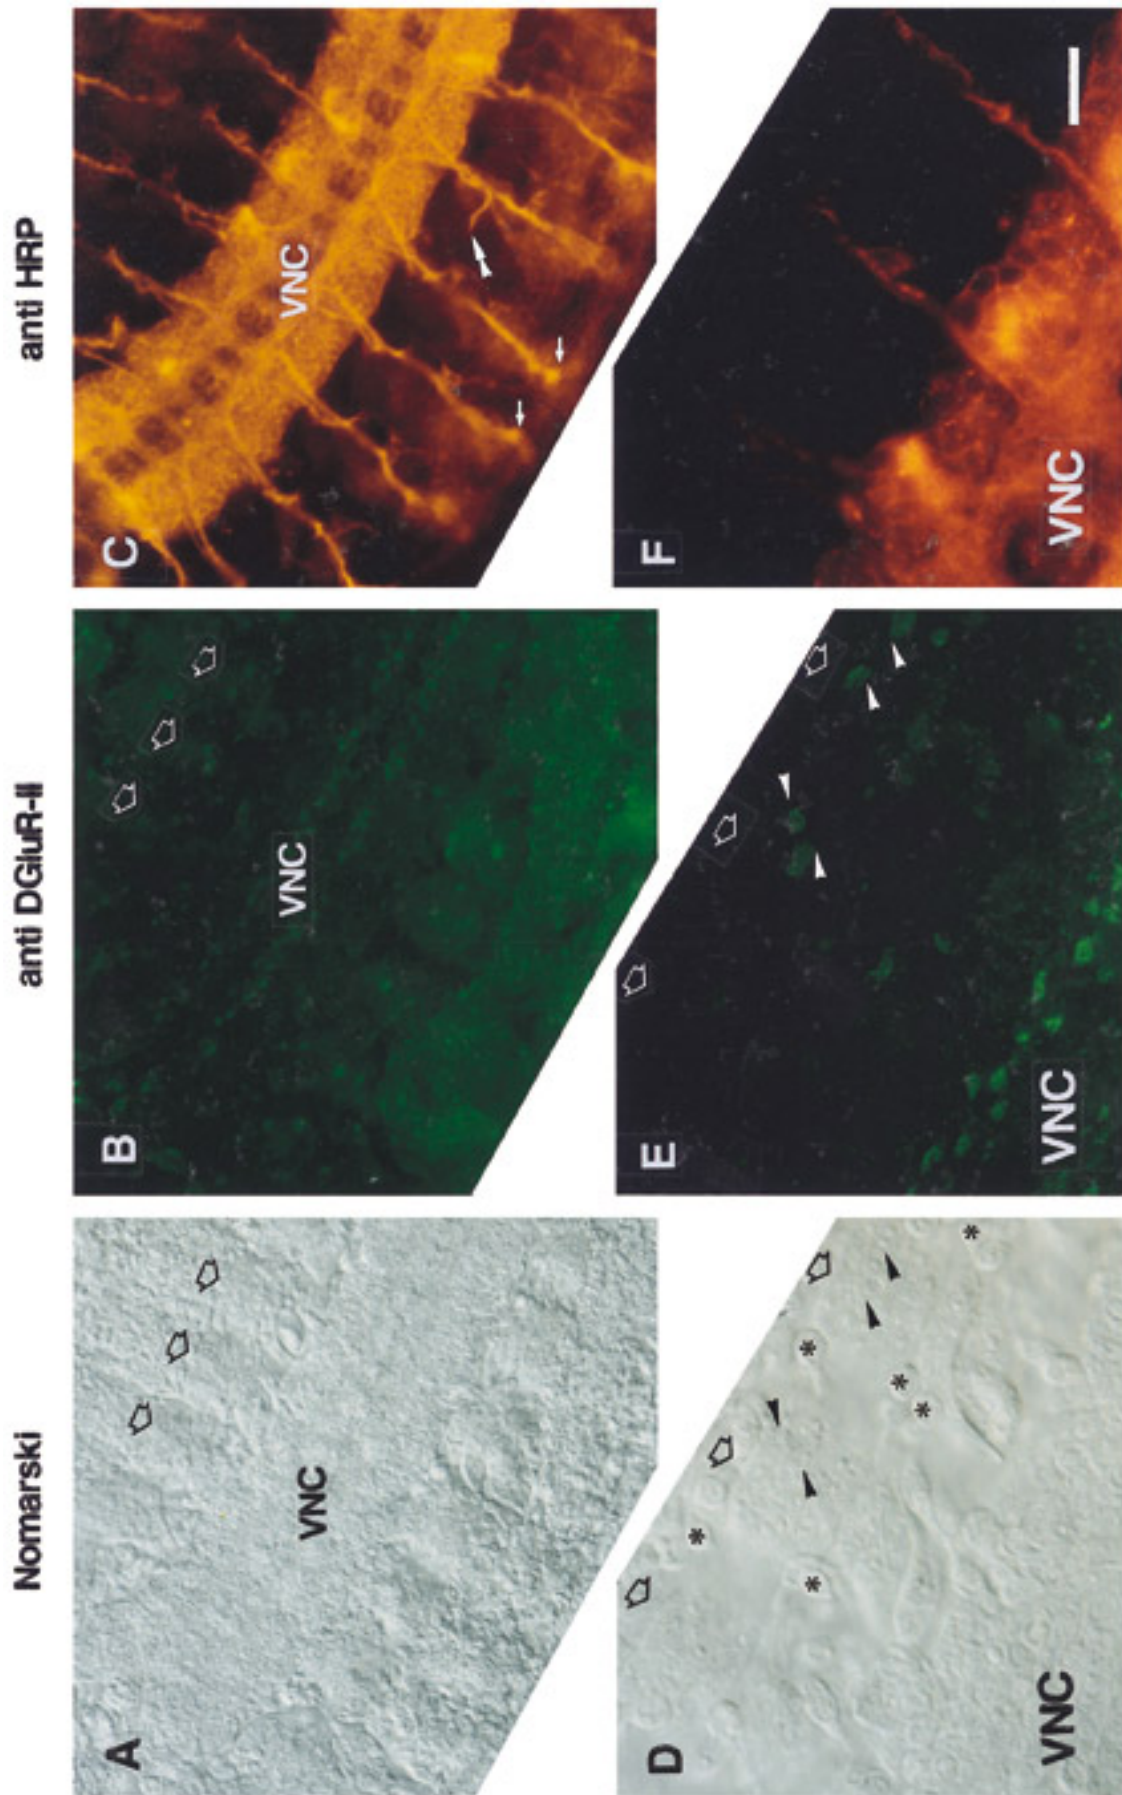 Nomarski
anti DGluR-II
anti HRP
A
VNC
B
VNC
C
VNC
D
VNC
* * * * * * *
E
VNC
F
VNC